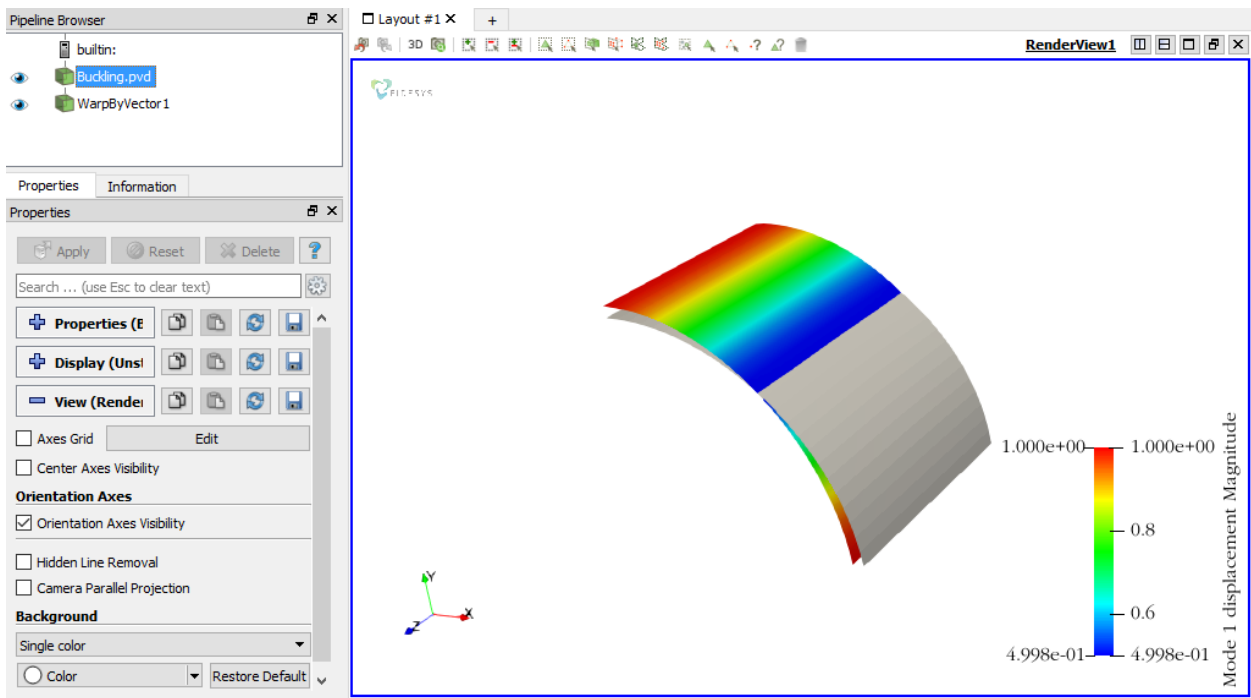 Pipeline Browser
builtin:
Buckling.pvd
WarpByVector1
Properties Information
Properties
Apply Reset Delete ?
Search ... (use Esc to clear text)
Properties (B
Display (Unst
View (Rende
Axes Grid Edit
Center Axes Visibility
Orientation Axes
Orientation Axes Visibility
Hidden Line Removal
Camera Parallel Projection
Background
Single color
Color Restore Default
Layout #1 X +
3D RenderView1
FIDESYS
Y
X
Z
1.000e+00 1.000e+00
0.8
0.6
4.998e-01 4.998e-01
Mode 1 displacement Magnitude